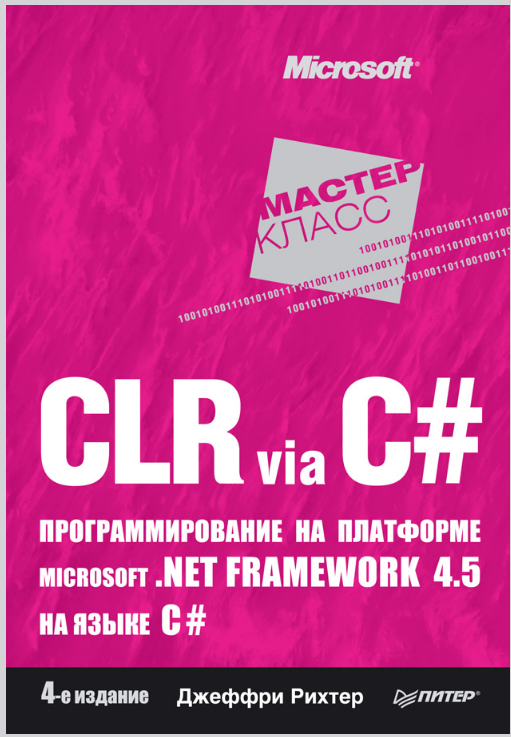 Microsoft®
МАСТЕР
КЛАСС
CLR via C#
ПРОГРАММИРОВАНИЕ НА ПЛАТФОРМЕ
MICROSOFT .NET FRAMEWORK 4.5
НА ЯЗЫКЕ C#
4-е издание Джеффри Рихтер ПИТЕР®